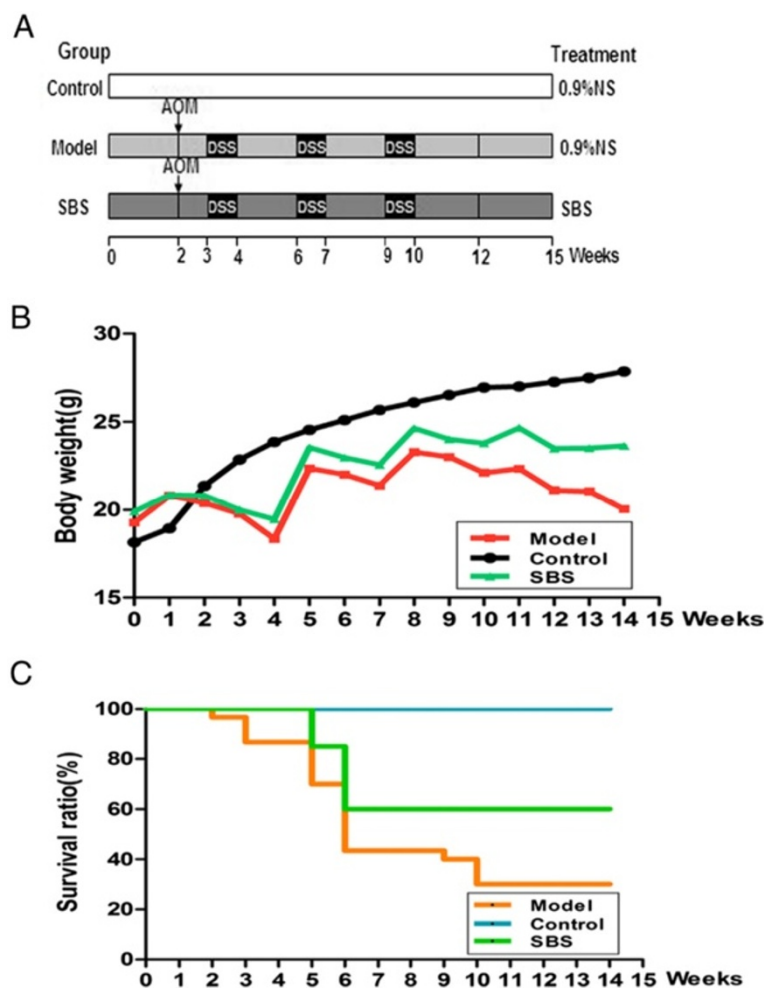 A
Group Treatment
Control 0.9%NS
AOM
Model DSS DSS DSS 0.9%NS
AOM
SBS DSS DSS DSS SBS
0 2 3 4 6 7 9 10 12 15 Weeks
B
30
25
20
15
Body weight(g)
Model
Control
SBS
0 1 2 3 4 5 6 7 8 9 10 11 12 13 14 15 Weeks
C
100
80
60
40
20
0
Survival ratio(%)
Model
Control
SBS
0 1 2 3 4 5 6 7 8 9 10 11 12 13 14 15 Weeks